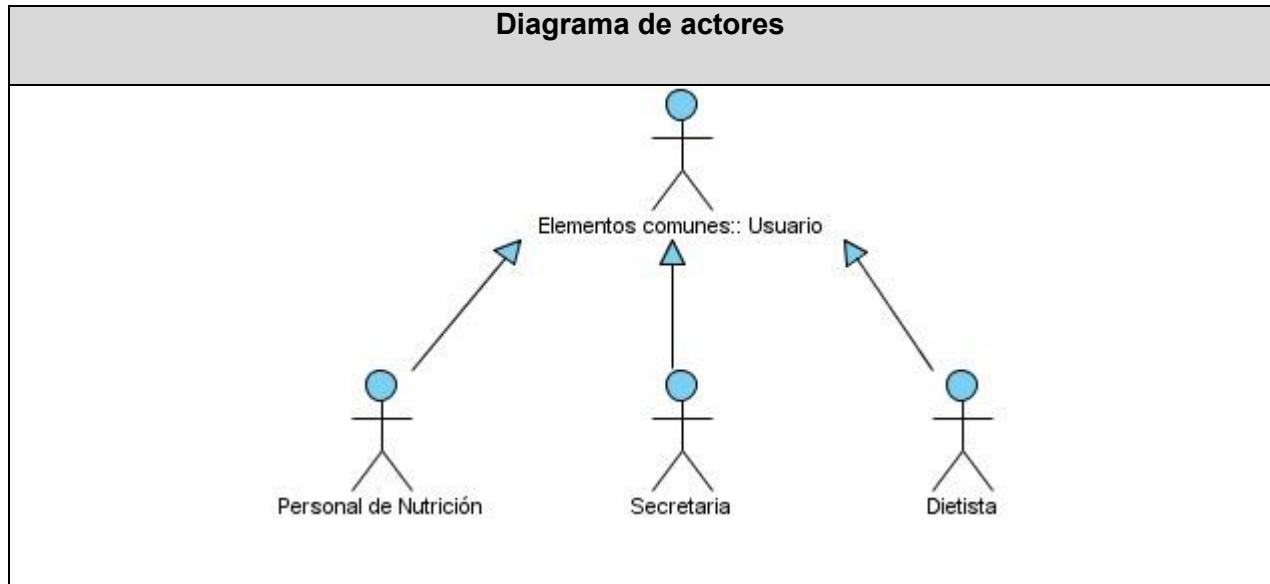 Diagrama de actores
Elementos comunes:: Usuario
Personal de Nutrición
Secretaria
Dietista